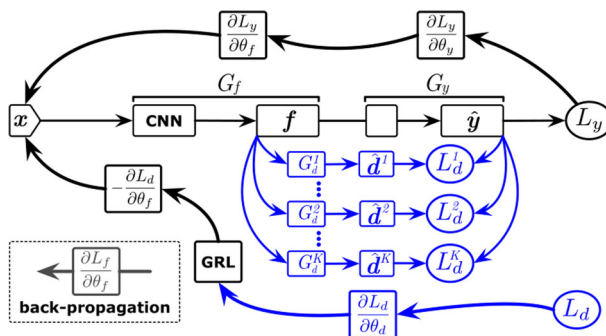 ∂L_y/∂θ_f ∂L_y/∂θ_y
G_f G_y
x CNN f ŷ L_y
G_d^1 d̂^1 L_d^1
G_d^2 d̂^2 L_d^2
G_d^K d̂^K L_d^K
-∂L_d/∂θ_f
GRL
∂L_f/∂θ_f
back-propagation
∂L_d/∂θ_d L_d